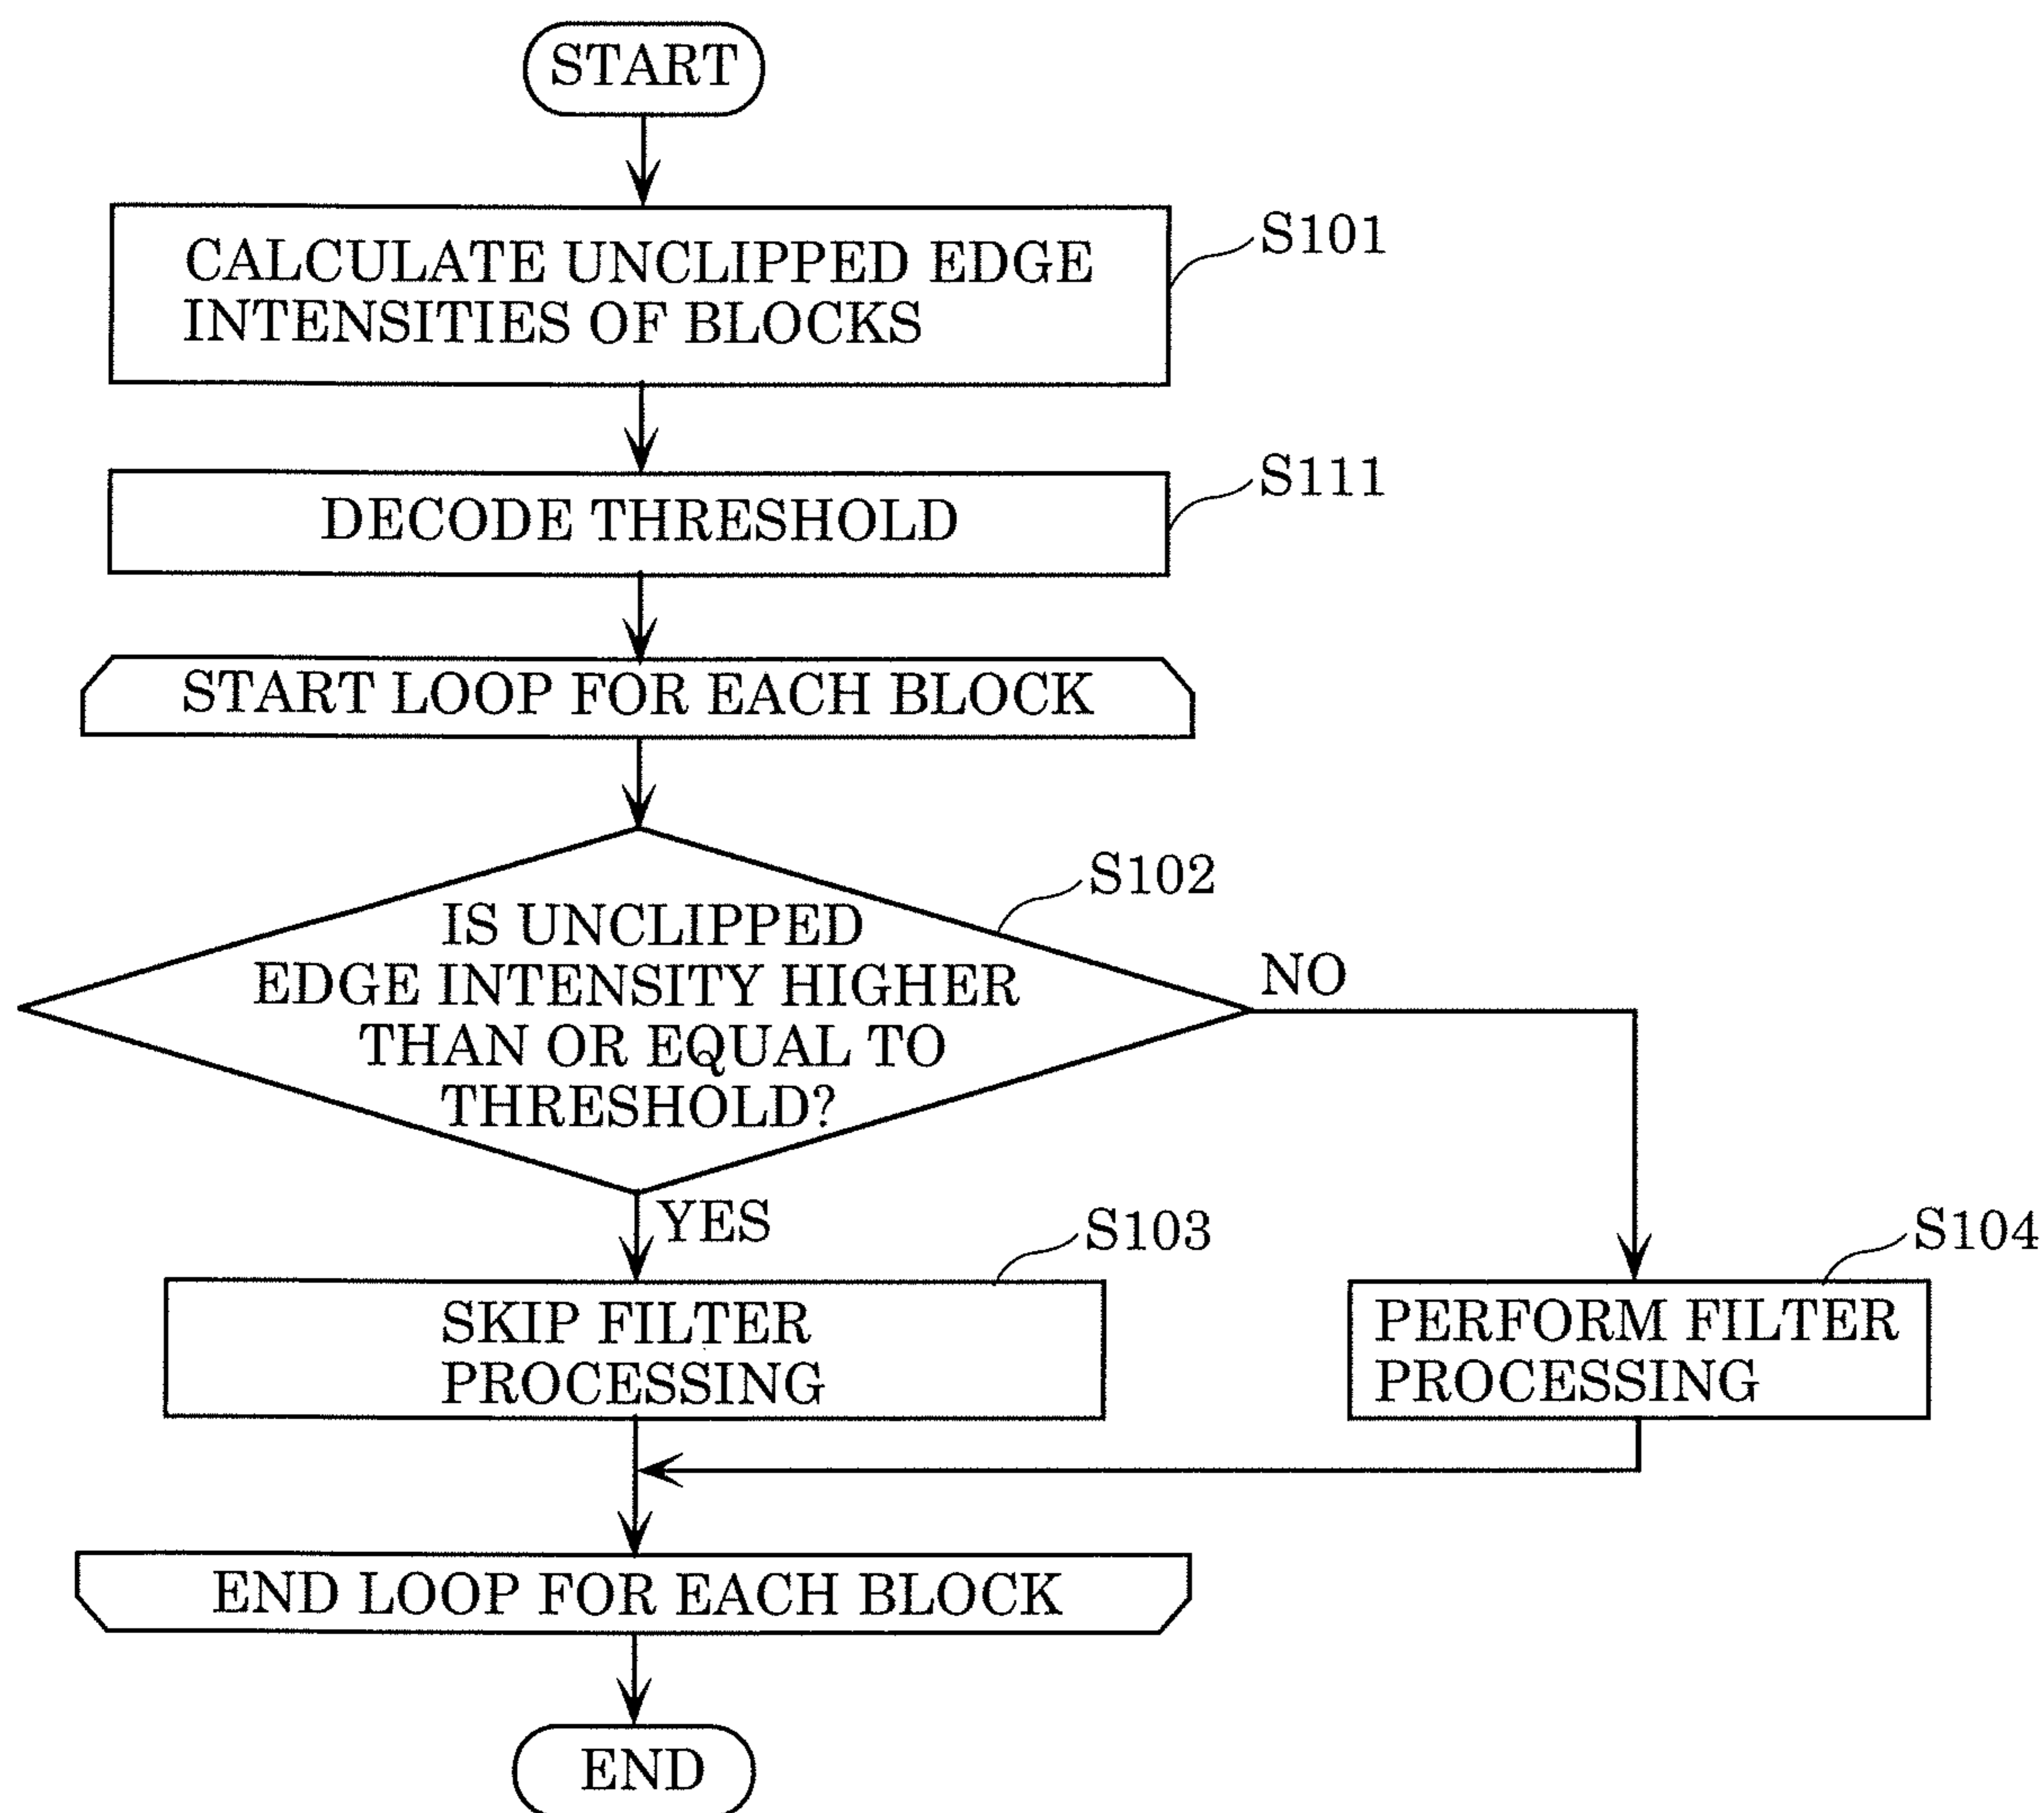 START
CALCULATE UNCLIPPED EDGE
INTENSITIES OF BLOCKS
S101
DECODE THRESHOLD
S111
START LOOP FOR EACH BLOCK
IS UNCLIPPED
EDGE INTENSITY HIGHER
THAN OR EQUAL TO
THRESHOLD?
S102
NO
YES
SKIP FILTER
PROCESSING
S103
PERFORM FILTER
PROCESSING
S104
END LOOP FOR EACH BLOCK
END